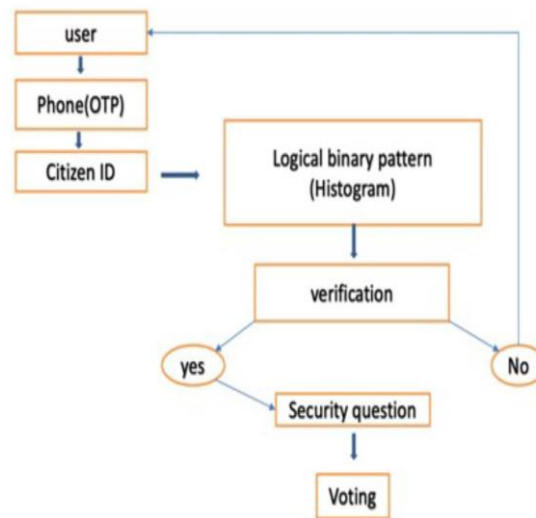 user
Phone(OTP)
Citizen ID
Logical binary pattern
(Histogram)
verification
yes
No
Security question
Voting